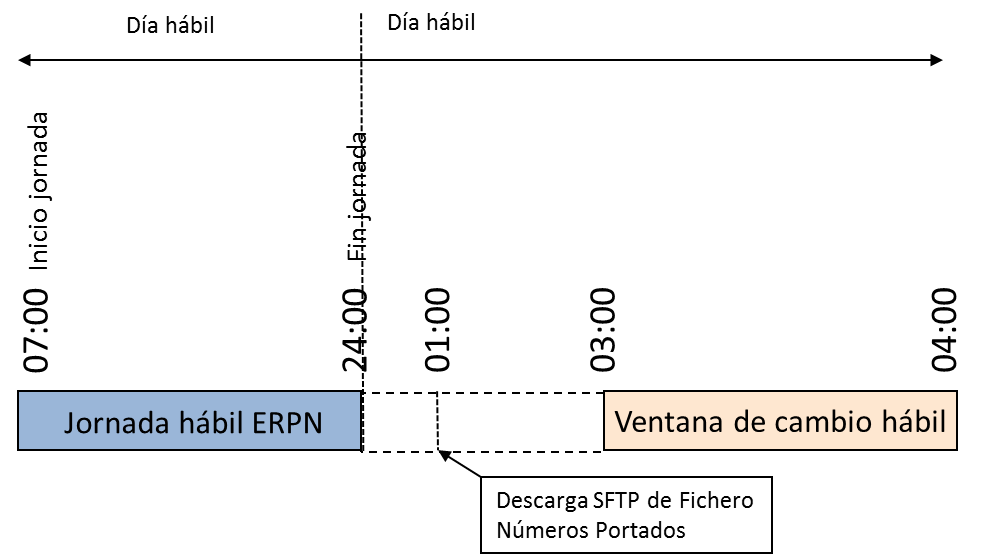 Día hábil
Día hábil
Inicio jornada
Fin jornada
07:00
24:00
01:00
03:00
04:00
Jornada hábil ERPN
Ventana de cambio hábil
Descarga SFTP de Fichero
Números Portados